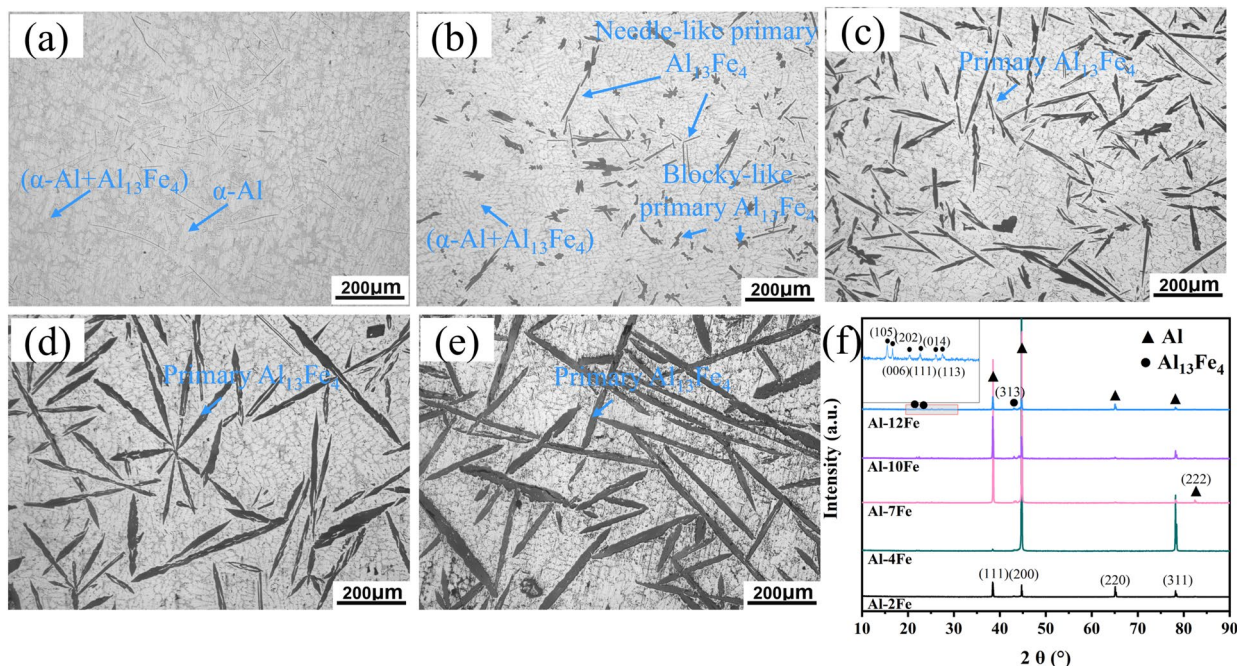 (a)
(α-Al+Al₁₃Fe₄)
α-Al
200μm
(b)
Needle-like primary
Al₁₃Fe₄
Blocky-like
primary Al₁₃Fe₄
(α-Al+Al₁₃Fe₄)
200μm
(c)
Primary Al₁₃Fe₄
200μm
(d)
Primary Al₁₃Fe₄
200μm
(e)
Primary Al₁₃Fe₄
200μm
(f)
(105)
(202)
(014)
(006)
(111)
(113)
▲ Al
● Al₁₃Fe₄
(313)
Al-12Fe
Al-10Fe
(222)
Al-7Fe
Al-4Fe
(111)(200)
(220)
(311)
Al-2Fe
Intensity (a.u.)
10 20 30 40 50 60 70 80 90
2 θ (°)